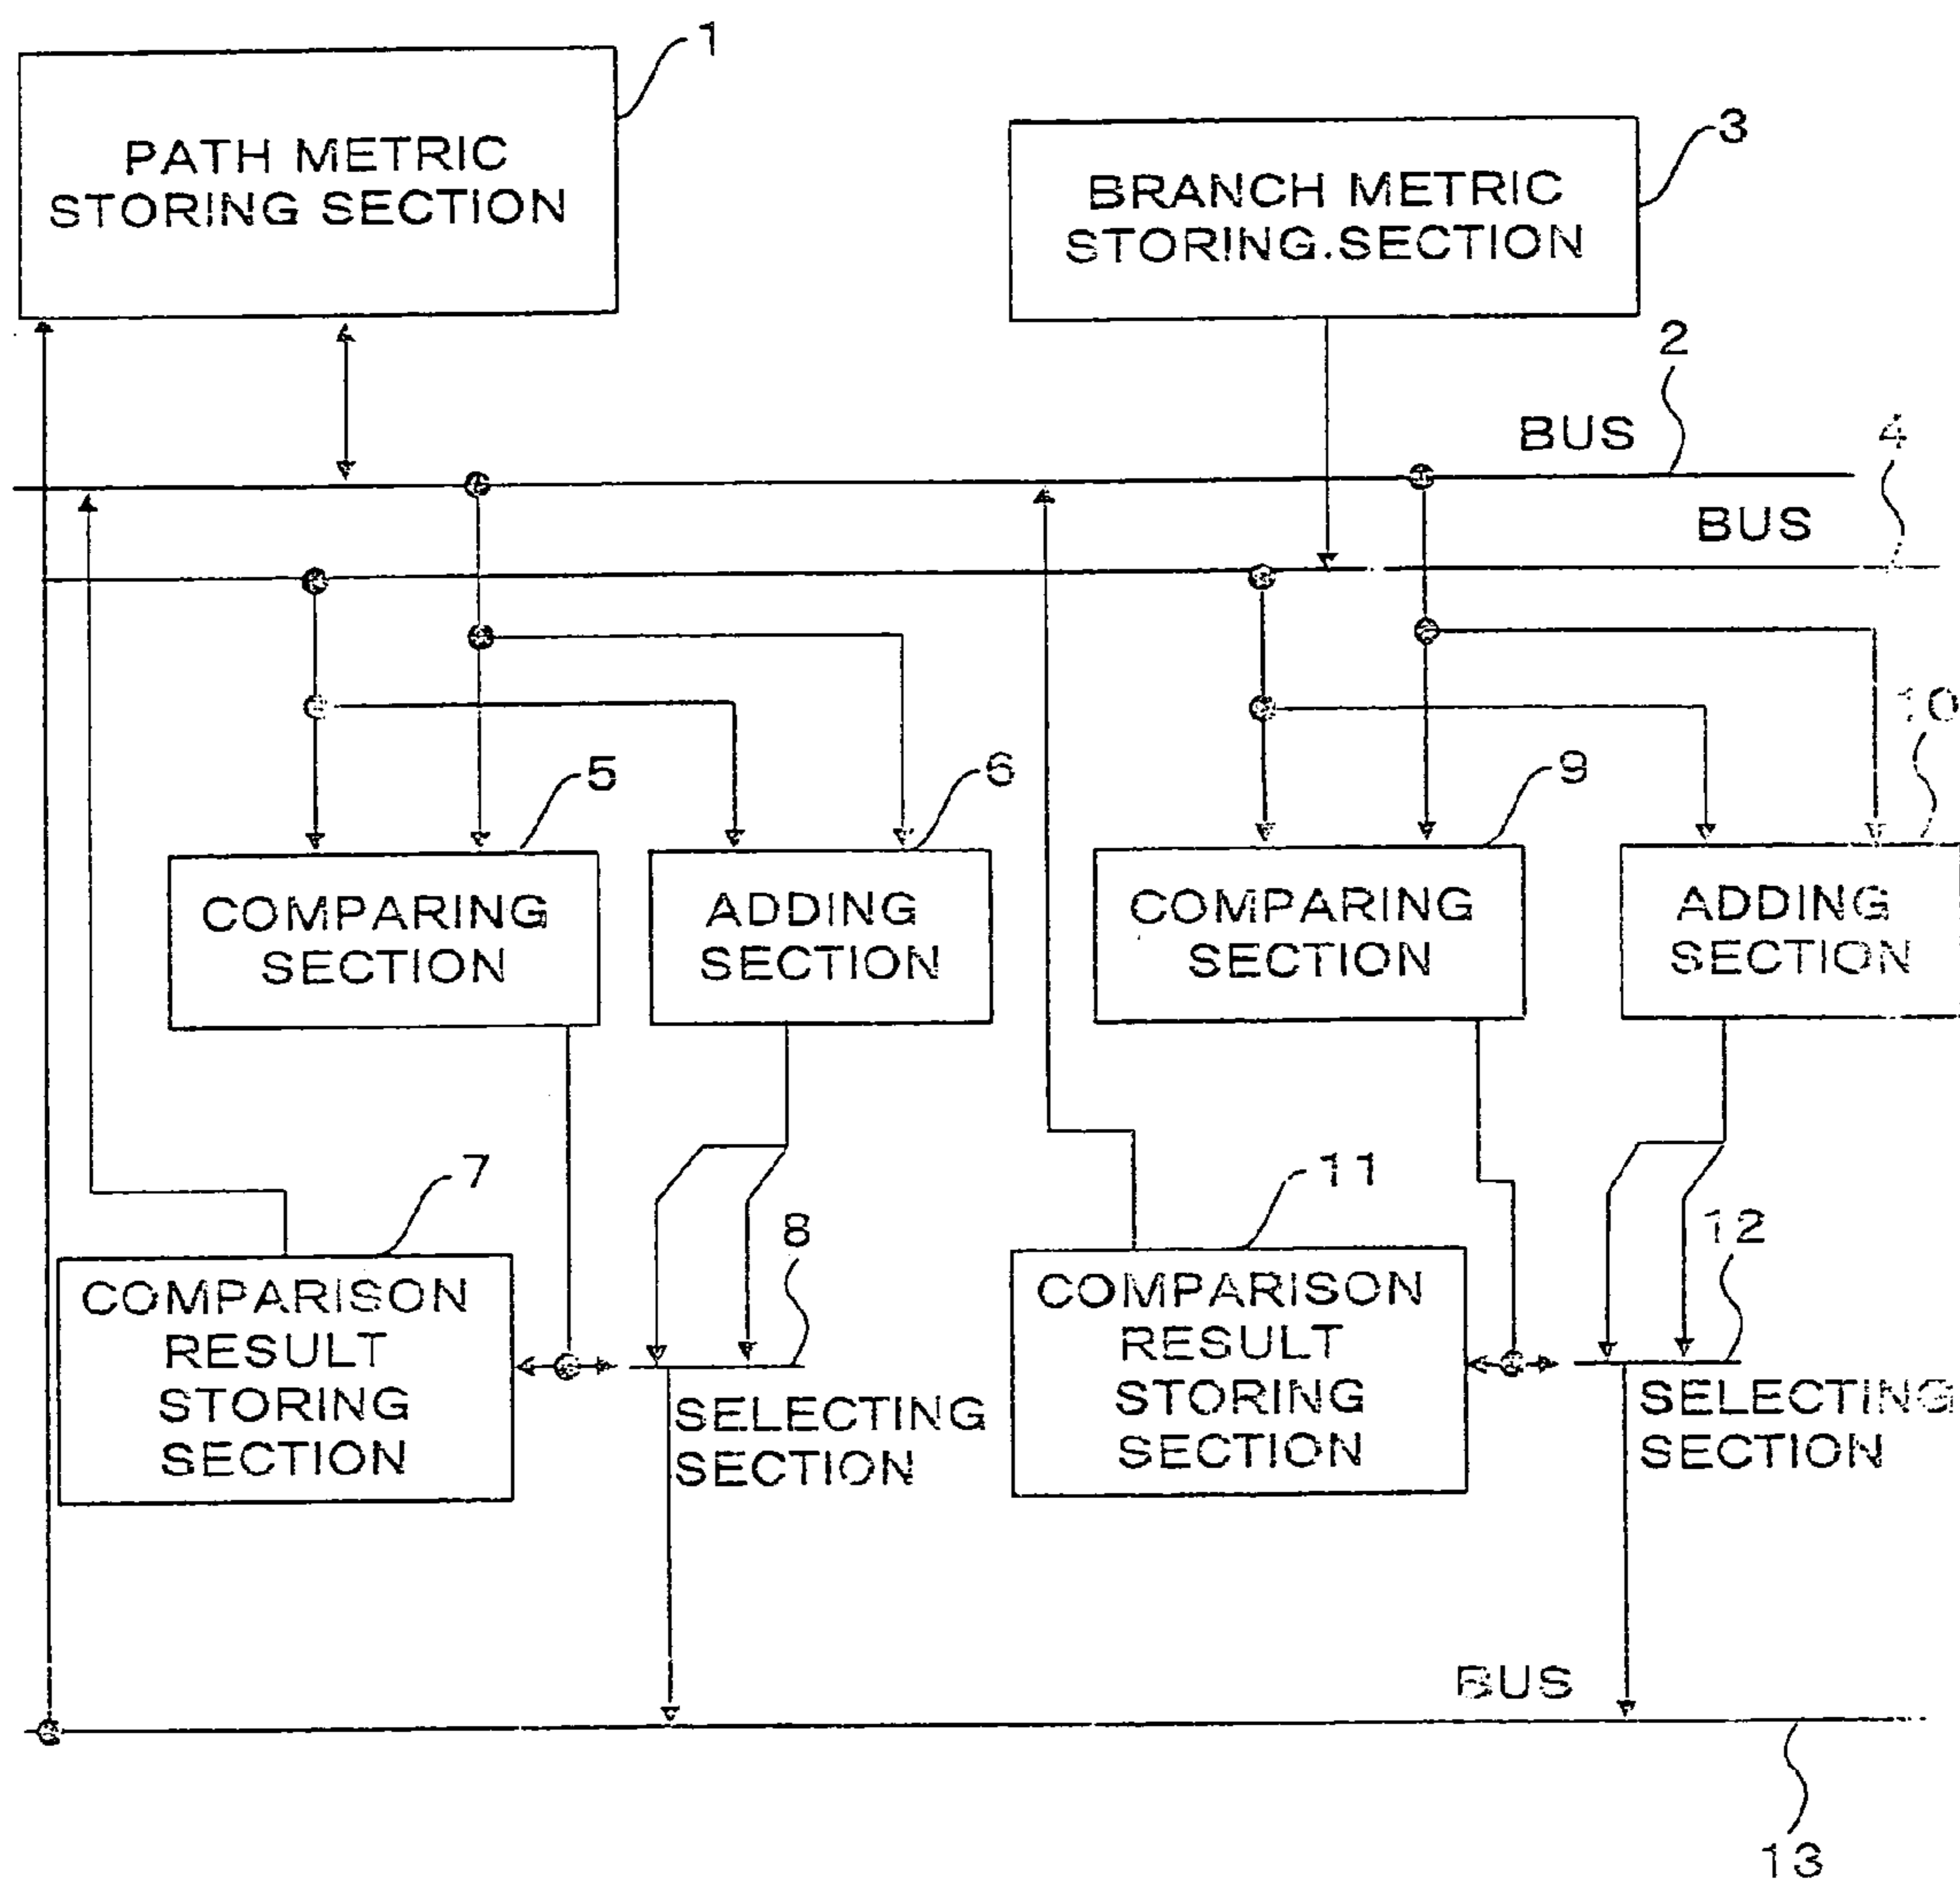 1
PATH METRIC
STORING SECTION
3
BRANCH METRIC
STORING.SECTION
2
BUS
4
BUS
10
5
6
9
COMPARING
SECTION
ADDING
SECTION
COMPARING
SECTION
ADDING
SECTION
7
8
11
12
COMPARISON
RESULT
STORING
SECTION
SELECTING
SECTION
COMPARISON
RESULT
STORING
SECTION
SELECTING
SECTION
BUS
13